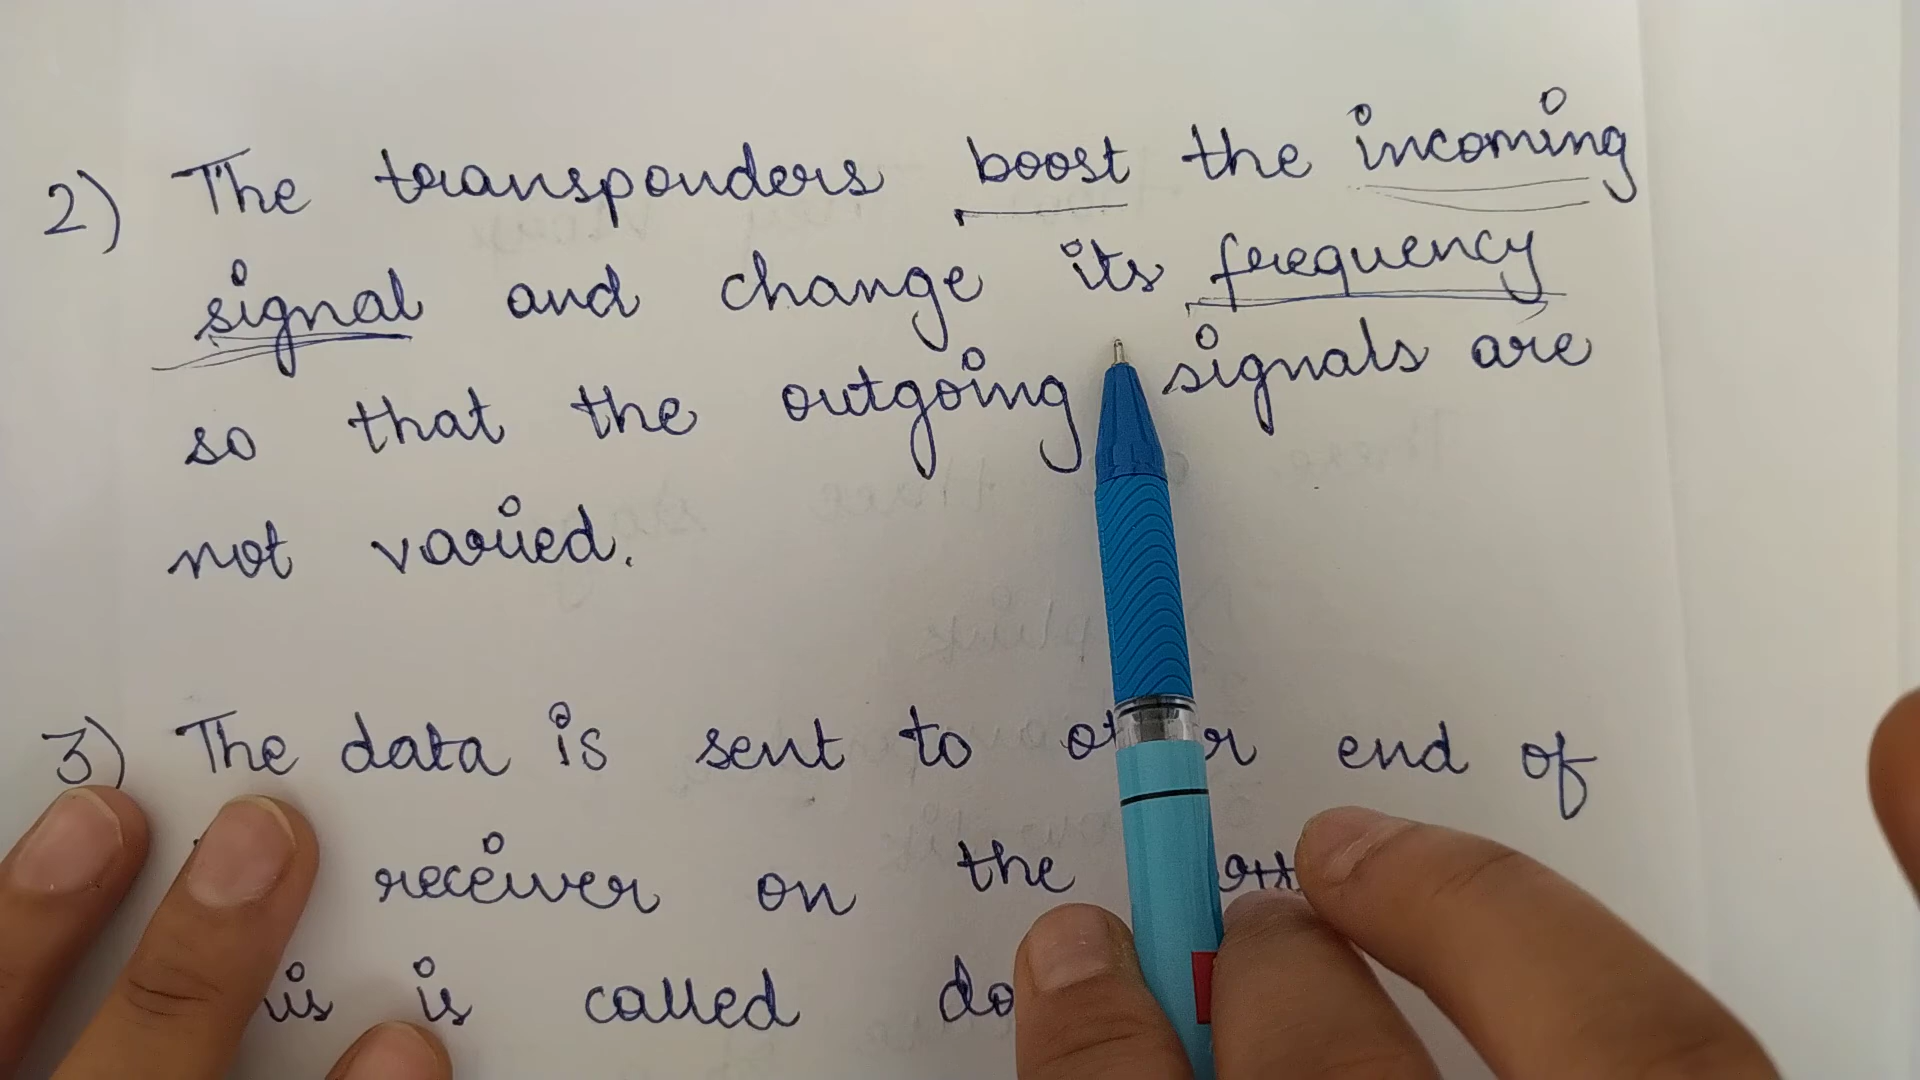 2) The transponders boost the incoming
signal and change its frequency
so that the outgoing signals are
not varied.
3) The data is sent to end of
receiver on the
is called